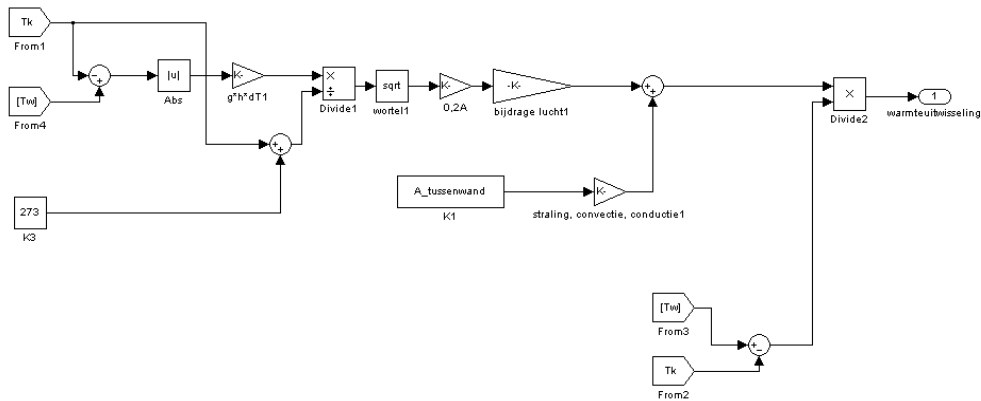 Tk
From1
[Tw]
From4
|u|
Abs
K-
g*h*dT1
×
÷
Divide1
sqrt
wortel1
K-
0,2A
-K-
bijdrage lucht1
×
Divide2
1
warmteuitwisseling
273
K3
A_tussenwand
K1
K-
straling, convectie, conductie1
[Tw]
From3
Tk
From2